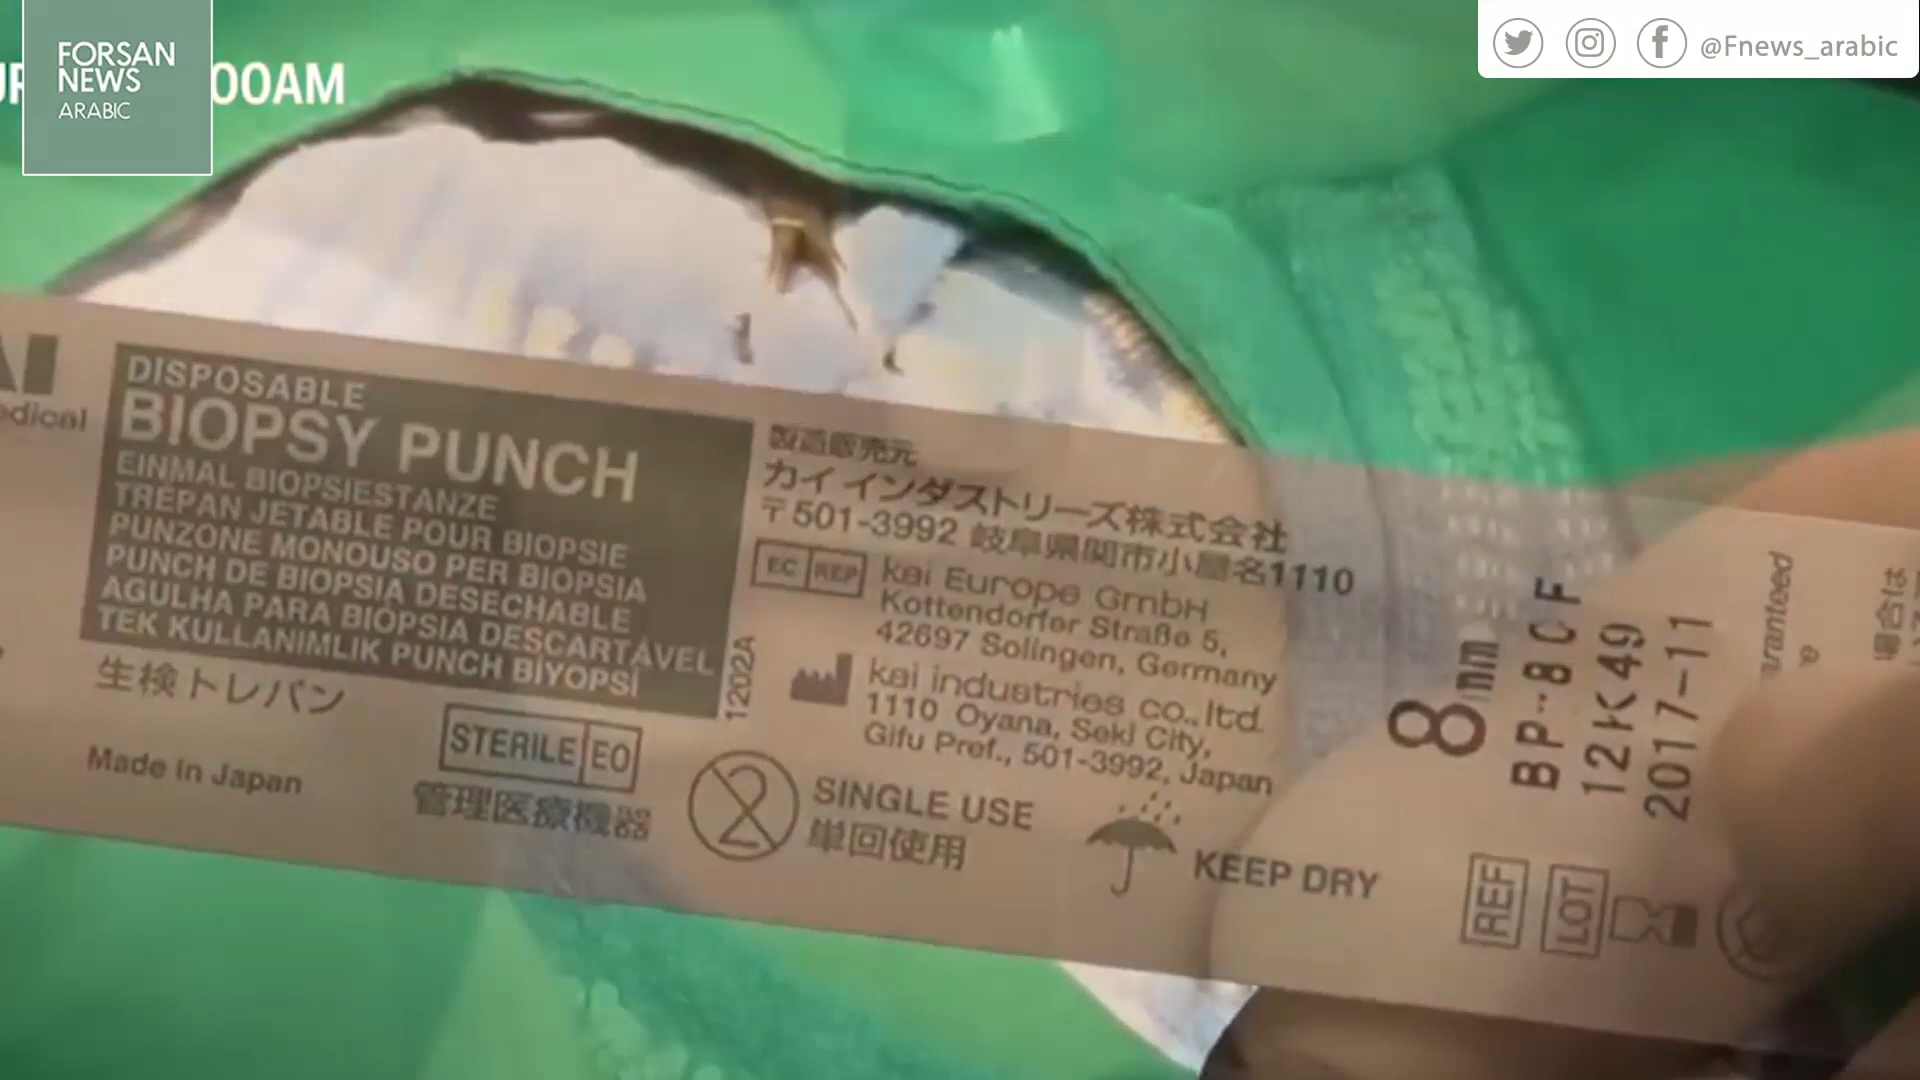 FORSAN
NEWS
ARABIC
00AM
@Fnews_arabic
DISPOSABLE
BIOPSY PUNCH
EINMAL BIOPSIESTANZE
TREPAN JETABLE POUR BIOPSIE
PUNZONE MONOUSO PER BIOPSIA
PUNCH DE BIOPSIA DESECHABLE
AGULHA PARA BIÓPSIA DESCARTÁVEL
TEK KULLANIMLIK PUNCH BİYOPSİ
生検トレパン
Made in Japan
STERILE EO
管理医療機器
1202A
製造販売元
カイ インダストリーズ株式会社
〒501-3992 岐阜県関市小屋名1110
EC REP
kai Europe GmbH
Kottendorfer Straße 5,
42697 Solingen, Germany
kai industries co., ltd.
1110 Oyana, Seki City,
Gifu Pref., 501-3992, Japan
SINGLE USE
単回使用
KEEP DRY
8mm
BP-80F
12K49
2017-11
REF
LOT